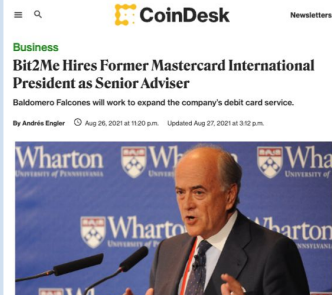 CoinDesk
Newsletters
Business
Bit2Me Hires Former Mastercard International
President as Senior Adviser
Baldomero Falcones will work to expand the company's debit card service.
By Andrés Engler Aug 26, 2021 at 11:20 p.m. Updated Aug 27, 2021 at 3:12 p.m.
Wharton Wharton Wharton Whar
UNIVERSITY of PENNSYLVANIA
Wharton
UNIVERSITY of PENNSYLVANIA